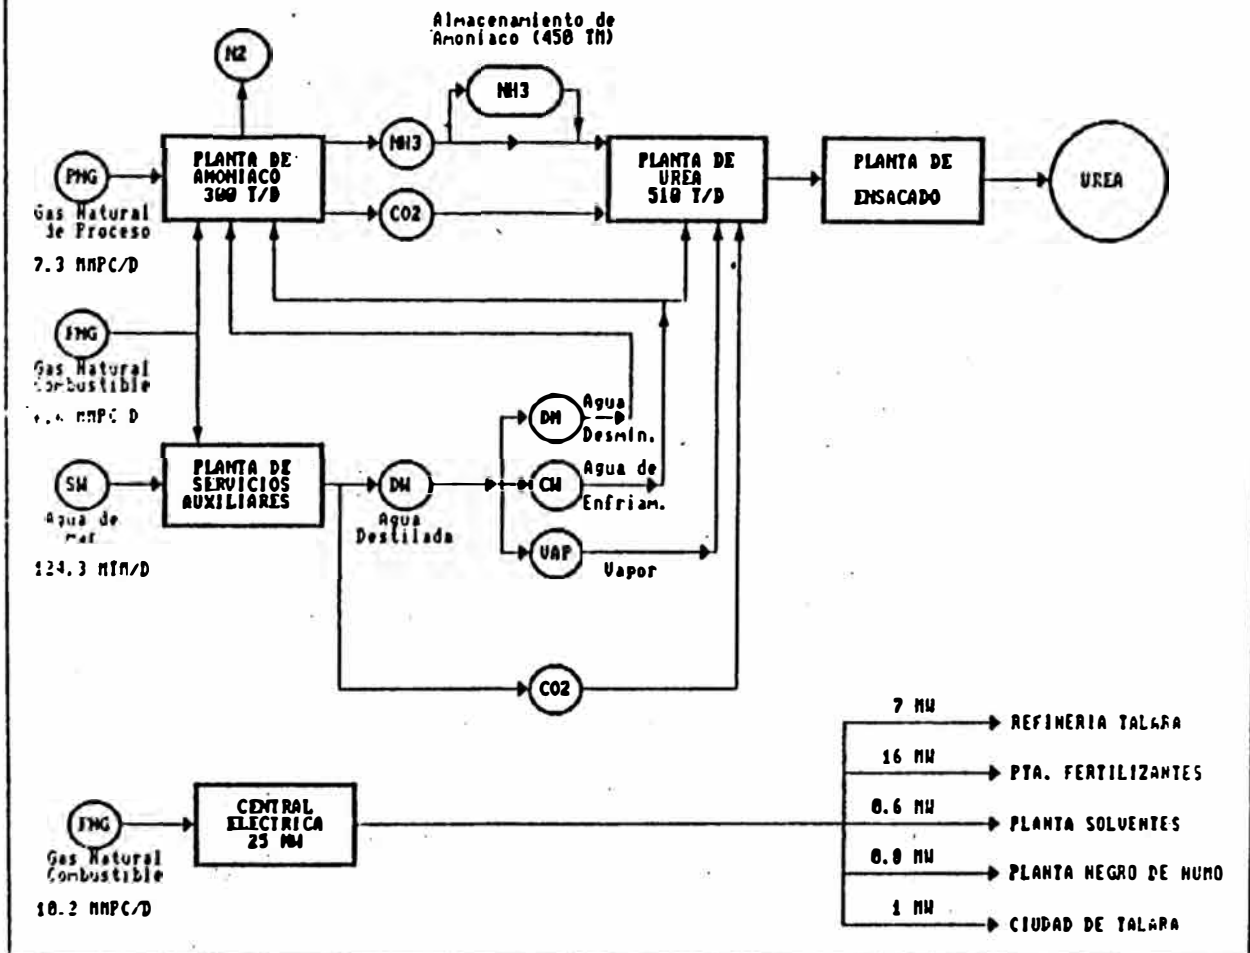 Almacenamiento de
Amoniaco (450 TM)
N2
NH3
NH3
PLANTA DE
AMONIACO
300 T/D
PLANTA DE
UREA
510 T/D
PLANTA DE
ENSACADO
UREA
PNG
Gas Natural
de Proceso
7.3 MMPC/D
CO2
FNG
Gas Natural
Combustible
MMPC D
DM
Agua
Desmin.
SW
Agua de
mar
124.3 MTM/D
PLANTA DE
SERVICIOS
AUXILIARES
DW
Agua
Destilada
CW
Agua de
Enfriam.
VAP
Vapor
CO2
7 MW
REFINERIA TALARA
16 MW
PTA. FERTILIZANTES
FNG
Gas Natural
Combustible
10.2 MMPC/D
CENTRAL
ELECTRICA
25 MW
0.6 MW
PLANTA SOLVENTES
PLANTA NEGRO DE HUMO
1 MW
CIUDAD DE TALARA